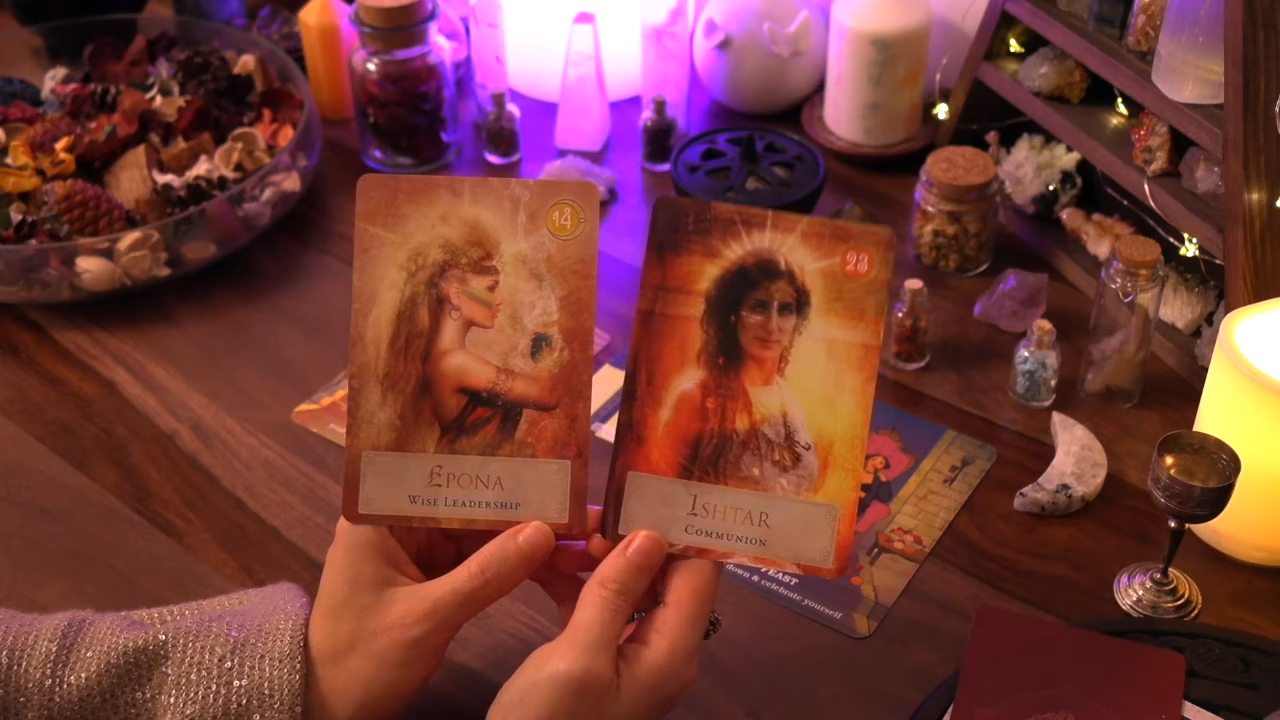 14
EPONA
WISE LEADERSHIP
23
ISHTAR
COMMUNION
FEAST
down & celebrate yourself